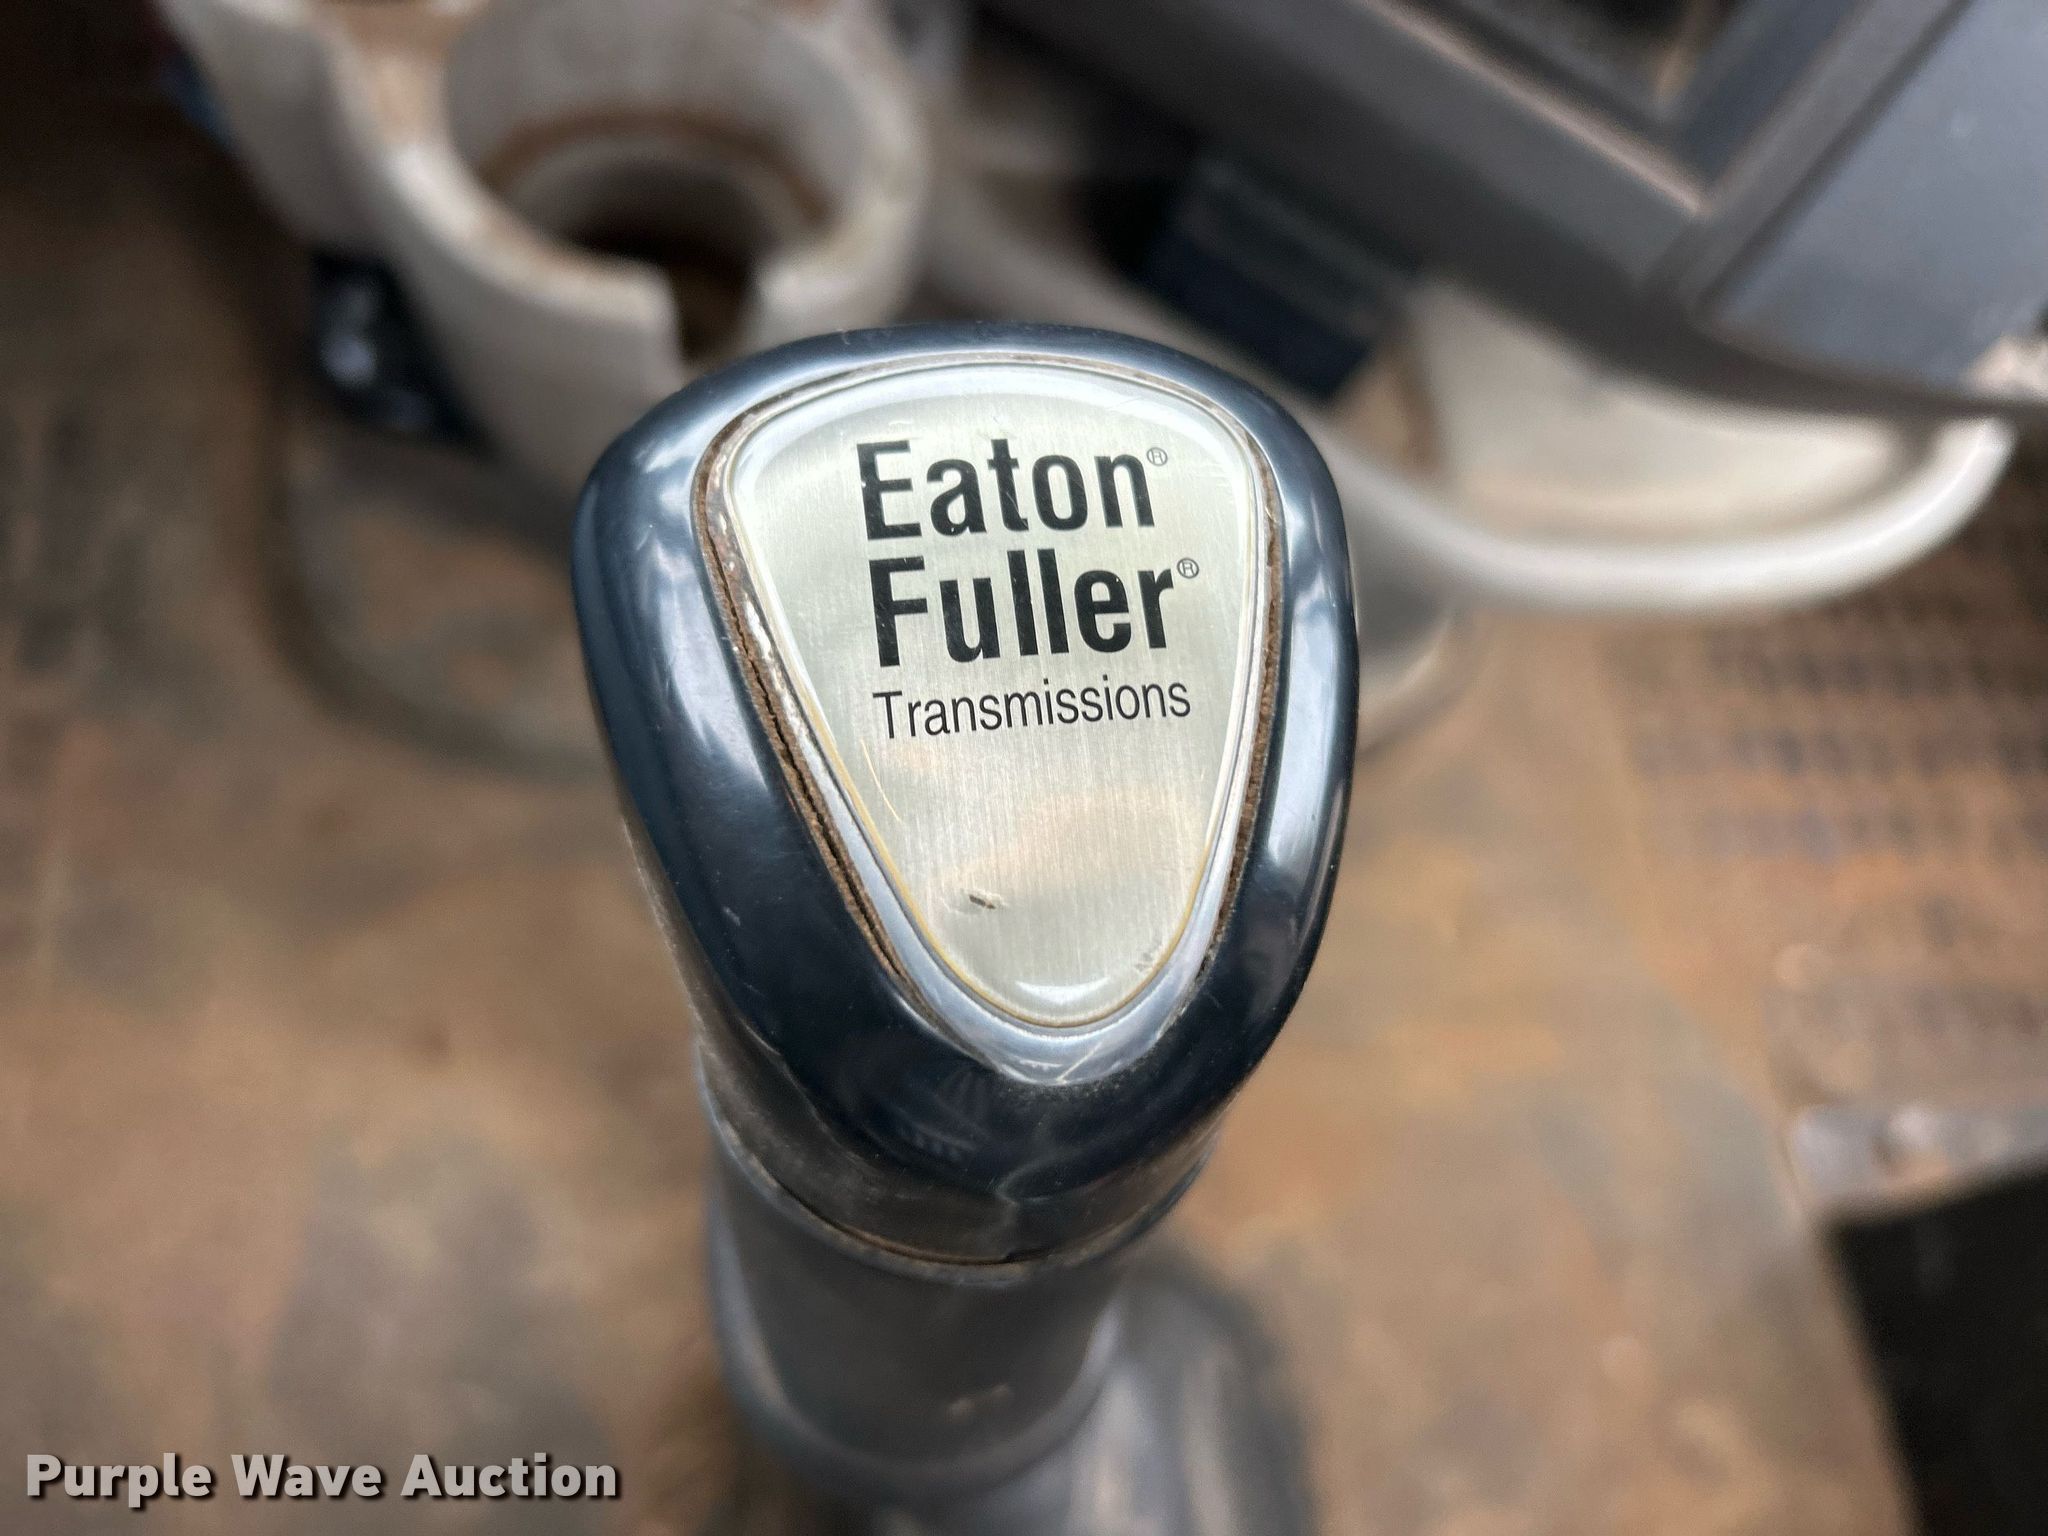 Eaton®
Fuller®
Transmissions
Purple Wave Auction